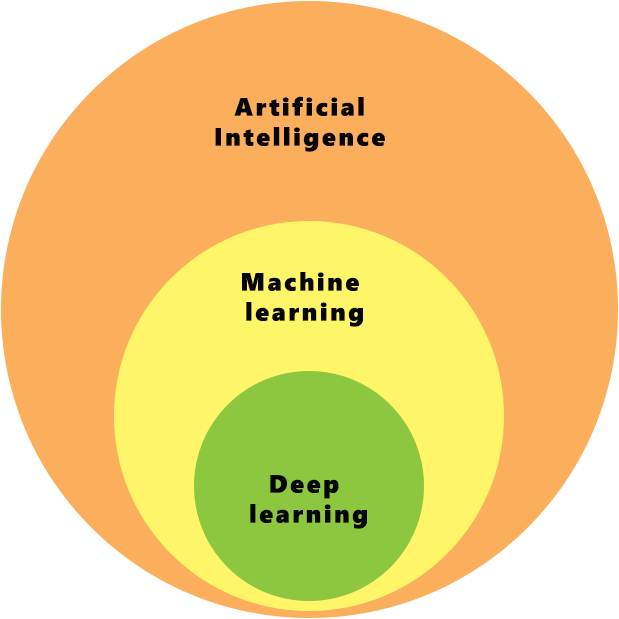 Artificial
Intelligence
Machine
learning
Deep
learning